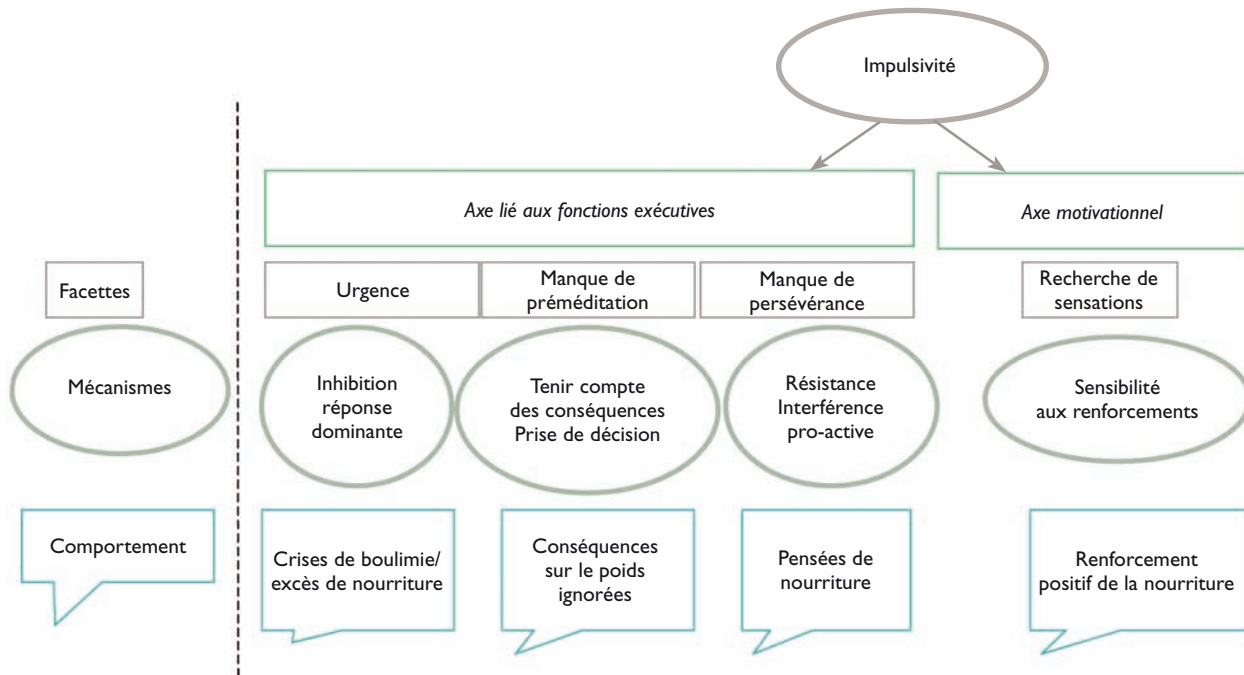 Impulsivité
Axe lié aux fonctions exécutives
Axe motivationnel
Facettes
Urgence
Manque de
préméditation
Manque de
persévérance
Recherche de
sensations
Mécanismes
Inhibition
réponse
dominante
Tenir compte
des conséquences
Prise de décision
Résistance
Interférence
pro-active
Sensibilité
aux renforcements
Comportement
Crises de boulimie/
excès de nourriture
Conséquences
sur le poids
ignorées
Pensées de
nourriture
Renforcement
positif de la nourriture